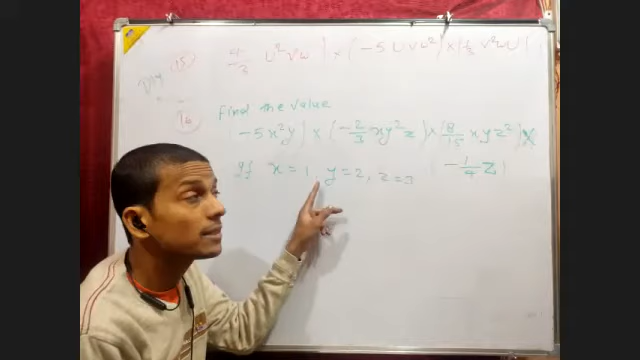 15) 4/-3 u²vw | × (-5 uvw²) × (1/3 v²wu)
16 Find the value
(-5x²y) × (-2/3 xy²z) × (8/15 xyz²) ×
If x = 1, y = 2, z = 3 (-1/4 z)